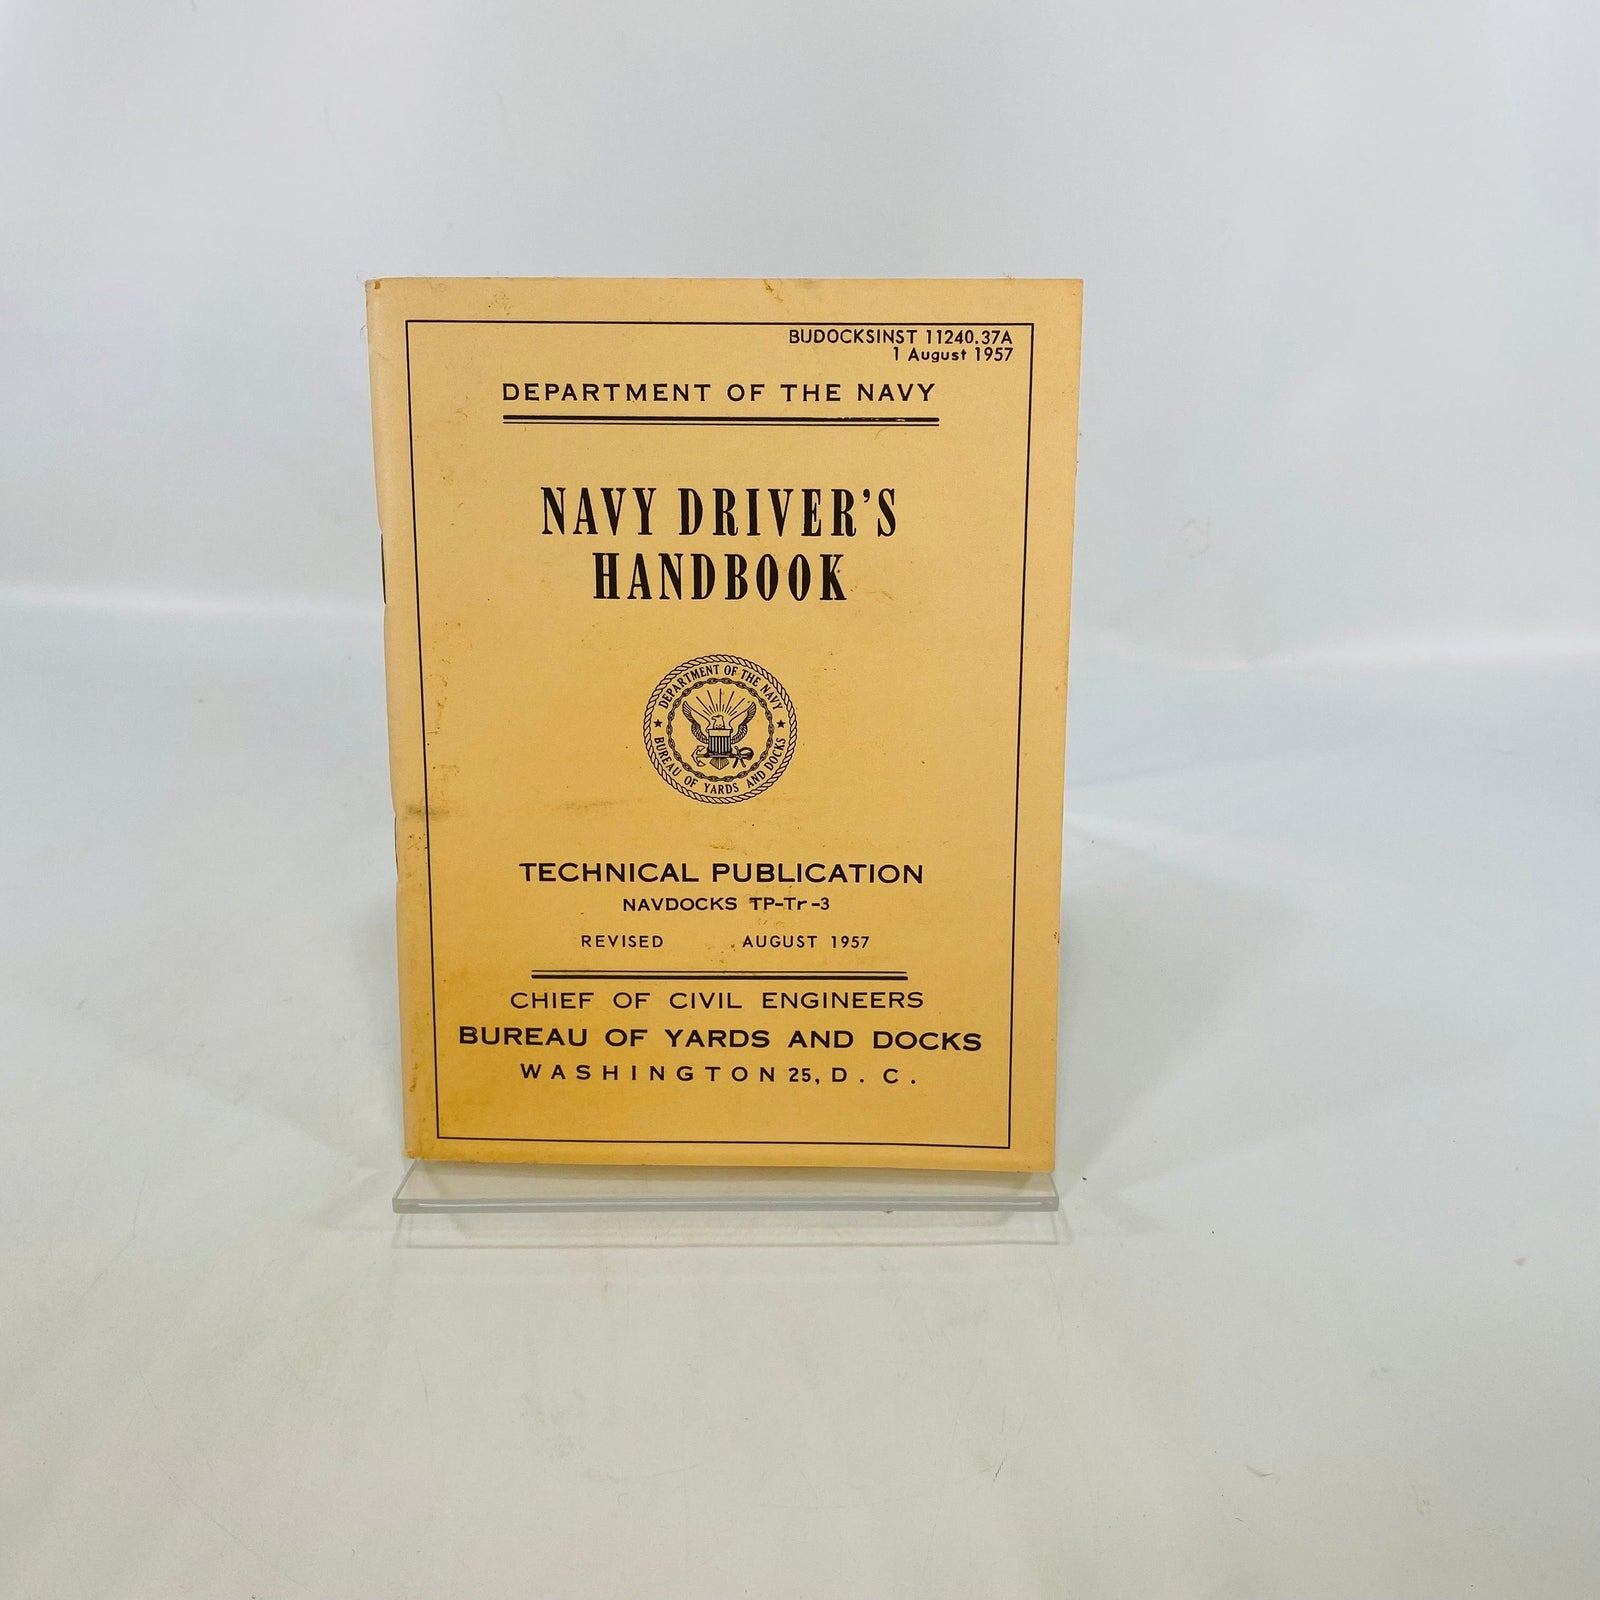 BUDOCKSINST 11240.37A
1 August 1957
DEPARTMENT OF THE NAVY
NAVY DRIVER'S
HANDBOOK
DEPARTMENT OF THE NAVY
BUREAU OF YARDS AND DOCKS
TECHNICAL PUBLICATION
NAVDOCKS TP-Tr-3
REVISED AUGUST 1957
CHIEF OF CIVIL ENGINEERS
BUREAU OF YARDS AND DOCKS
WASHINGTON 25, D. C.